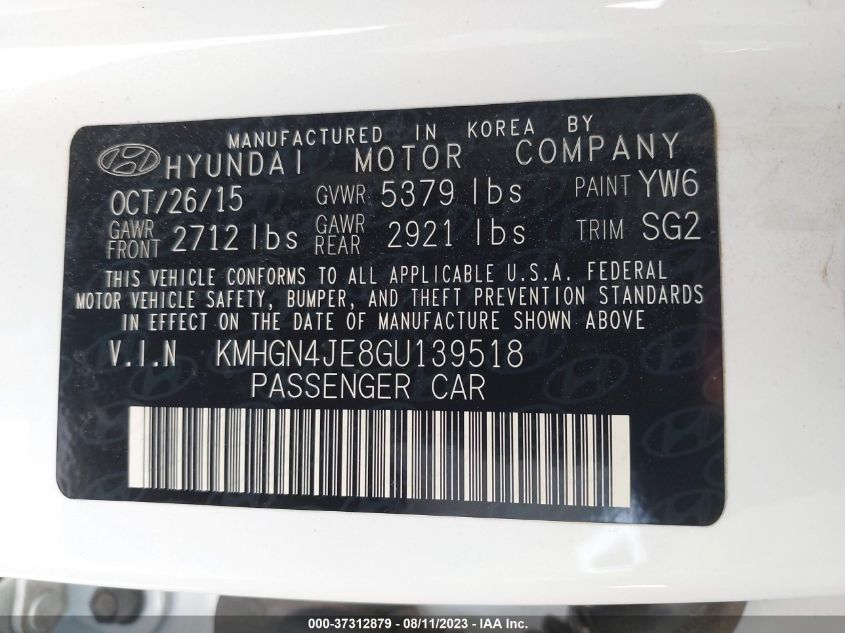 MANUFACTURED IN KOREA BY
HYUNDAI MOTOR COMPANY
OCT/26/15 GVWR 5379 lbs PAINT YW6
GAWR FRONT 2712 lbs GAWR REAR 2921 lbs TRIM SG2
THIS VEHICLE CONFORMS TO ALL APPLICABLE U.S.A. FEDERAL
MOTOR VEHICLE SAFETY, BUMPER, AND THEFT PREVENTION STANDARDS
IN EFFECT ON THE DATE OF MANUFACTURE SHOWN ABOVE
V.I.N KMHGN4JE8GU139518
PASSENGER CAR
000-37312879 - 08/11/2023 - IAA Inc.